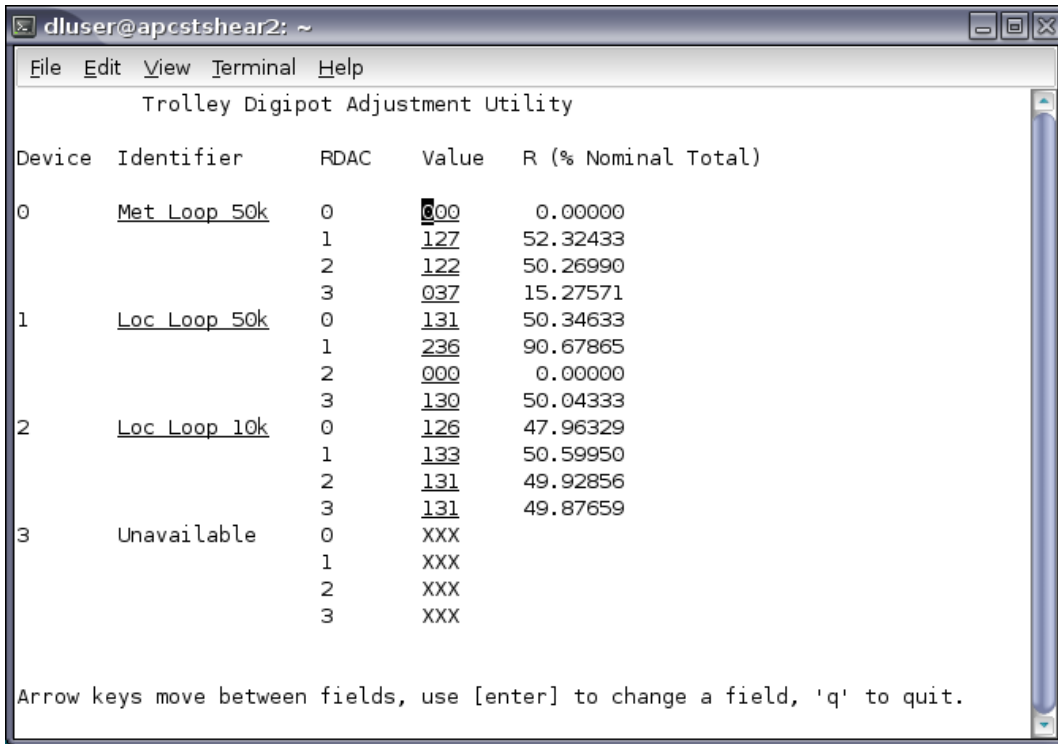 dluser@apcstshear2: ~
File Edit View Terminal Help
Trolley Digipot Adjustment Utility
Device Identifier RDAC Value R (% Nominal Total)
0 Met Loop 50k 0 000 0.00000
1 127 52.32433
2 122 50.26990
3 037 15.27571
1 Loc Loop 50k 0 131 50.34633
1 236 90.67865
2 000 0.00000
3 130 50.04333
2 Loc Loop 10k 0 126 47.96329
1 133 50.59950
2 131 49.92856
3 131 49.87659
3 Unavailable 0 XXX
1 XXX
2 XXX
3 XXX
Arrow keys move between fields, use [enter] to change a field, 'q' to quit.